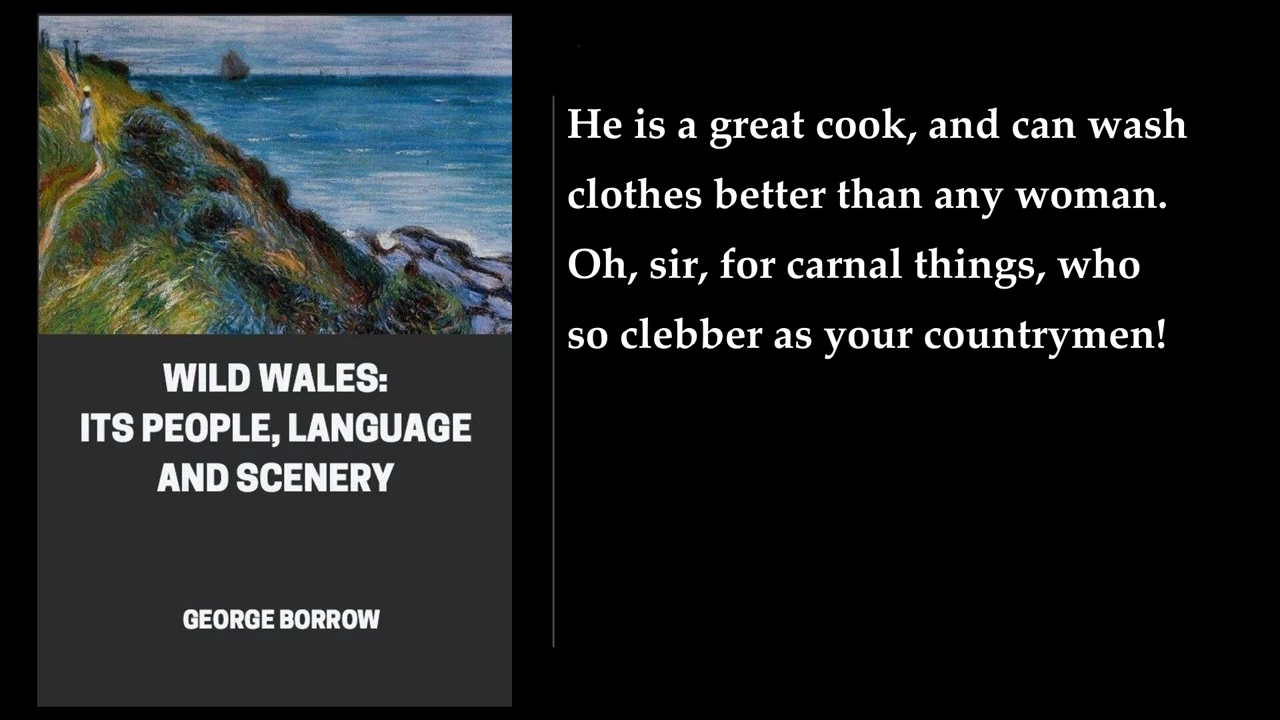 WILD WALES:
ITS PEOPLE, LANGUAGE
AND SCENERY
GEORGE BORROW
He is a great cook, and can wash
clothes better than any woman.
Oh, sir, for carnal things, who
so clebber as your countrymen!